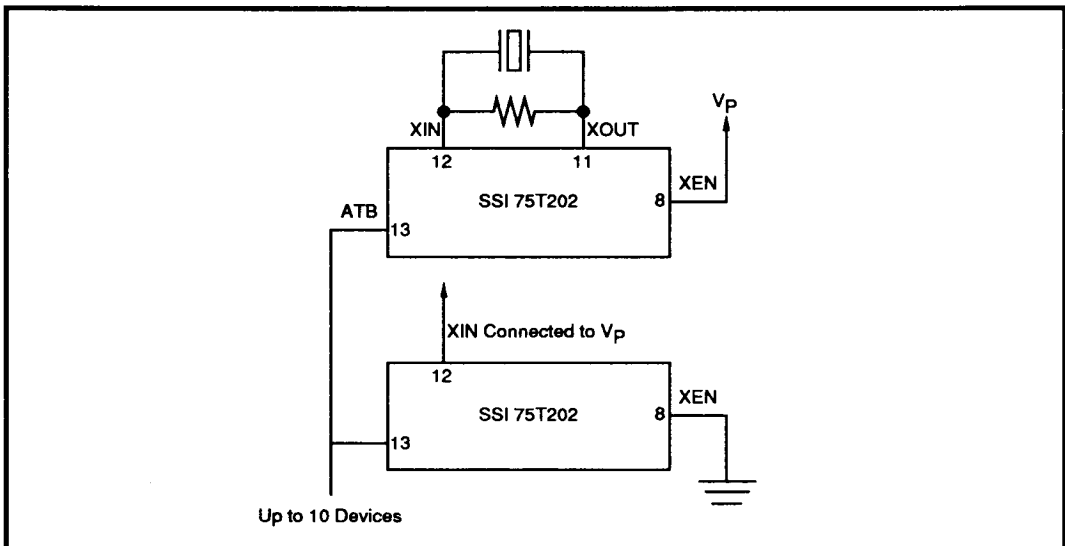 XIN
XOUT
VP
12
11
SSI 75T202
8
XEN
ATB
13
XIN Connected to VP
12
SSI 75T202
8
XEN
13
Up to 10 Devices